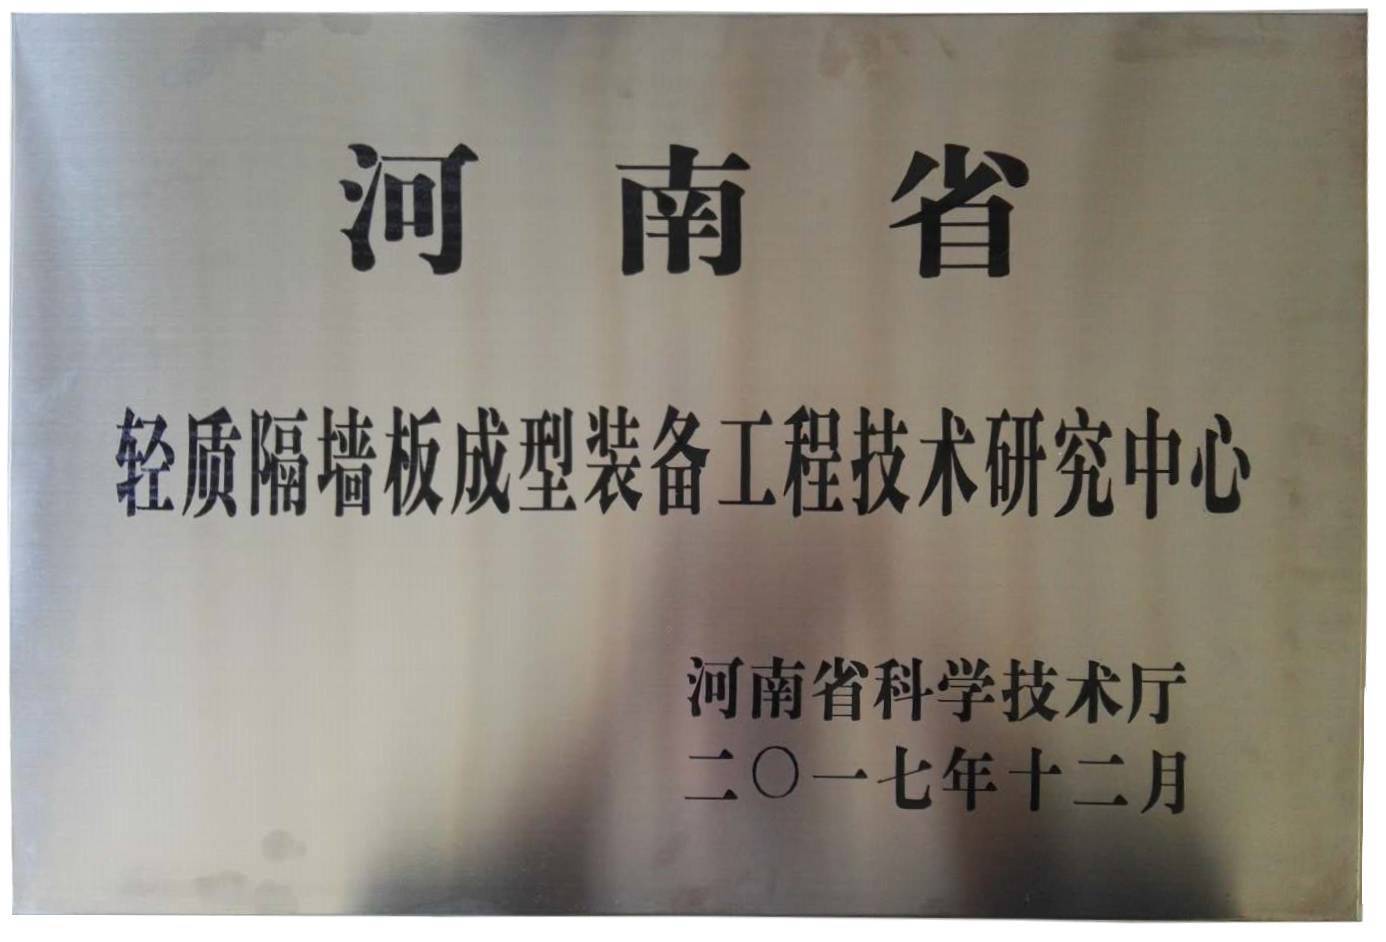 河南省
轻质隔墙板成型装备工程技术研究中心
河南省科学技术厅
二〇一七年十二月